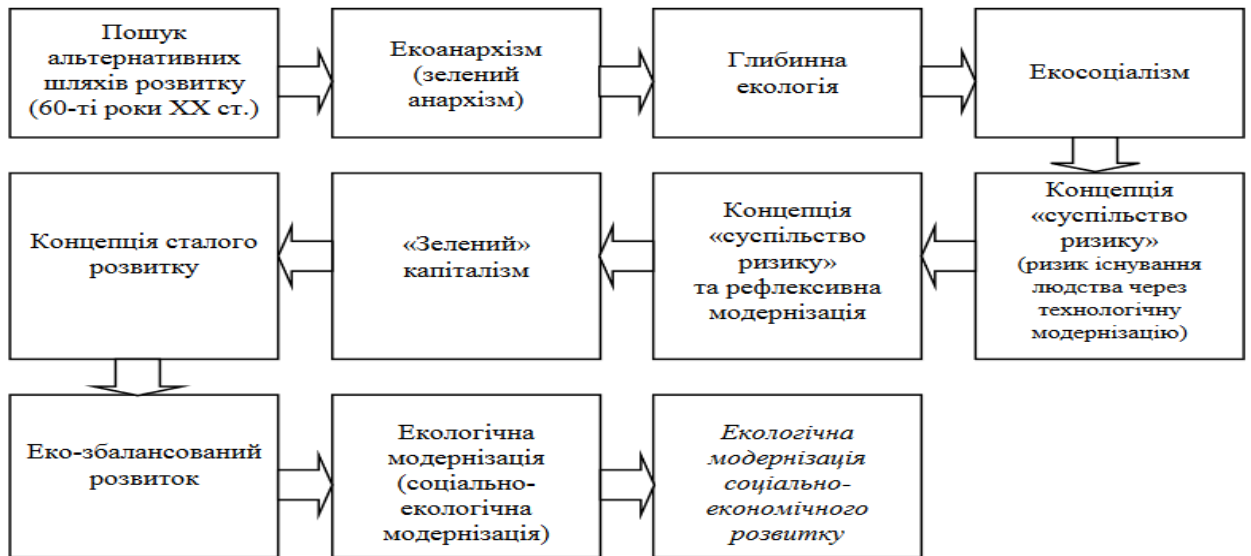 Пошук
альтернативних
шляхів розвитку
(60-ті роки XX ст.)
Екоанархізм
(зелений
анархізм)
Глибинна
екологія
Екосоціалізм
Концепція
«суспільство
ризику»
(ризик існування
людства через
технологічну
модернізацію)
Концепція
«суспільство
ризику»
та рефлексивна
модернізація
«Зелений»
капіталізм
Концепція сталого
розвитку
Еко-збалансований
розвиток
Екологічна
модернізація
(соціально-
екологічна
модернізація)
Екологічна
модернізація
соціально-
економічного
розвитку